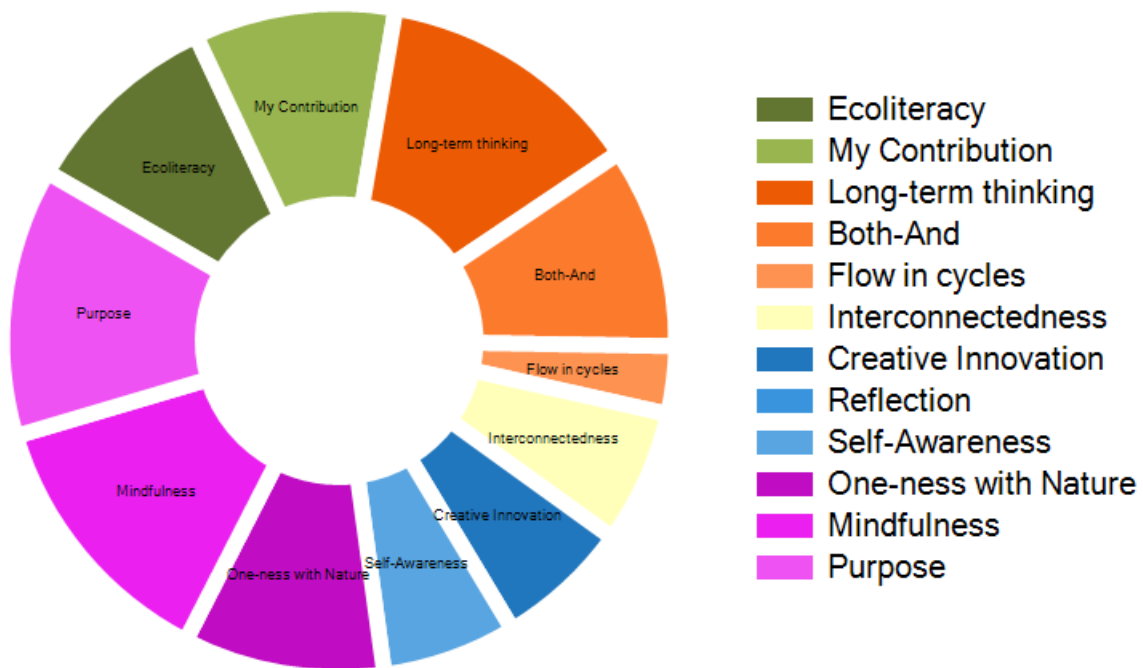 My Contribution
Long-term thinking
Ecoliteracy
Both-And
Purpose
Flow in cycles
Interconnectedness
Mindfulness
Creative Innovation
Self-Awareness
One-ness with Nature
Ecoliteracy
My Contribution
Long-term thinking
Both-And
Flow in cycles
Interconnectedness
Creative Innovation
Reflection
Self-Awareness
One-ness with Nature
Mindfulness
Purpose